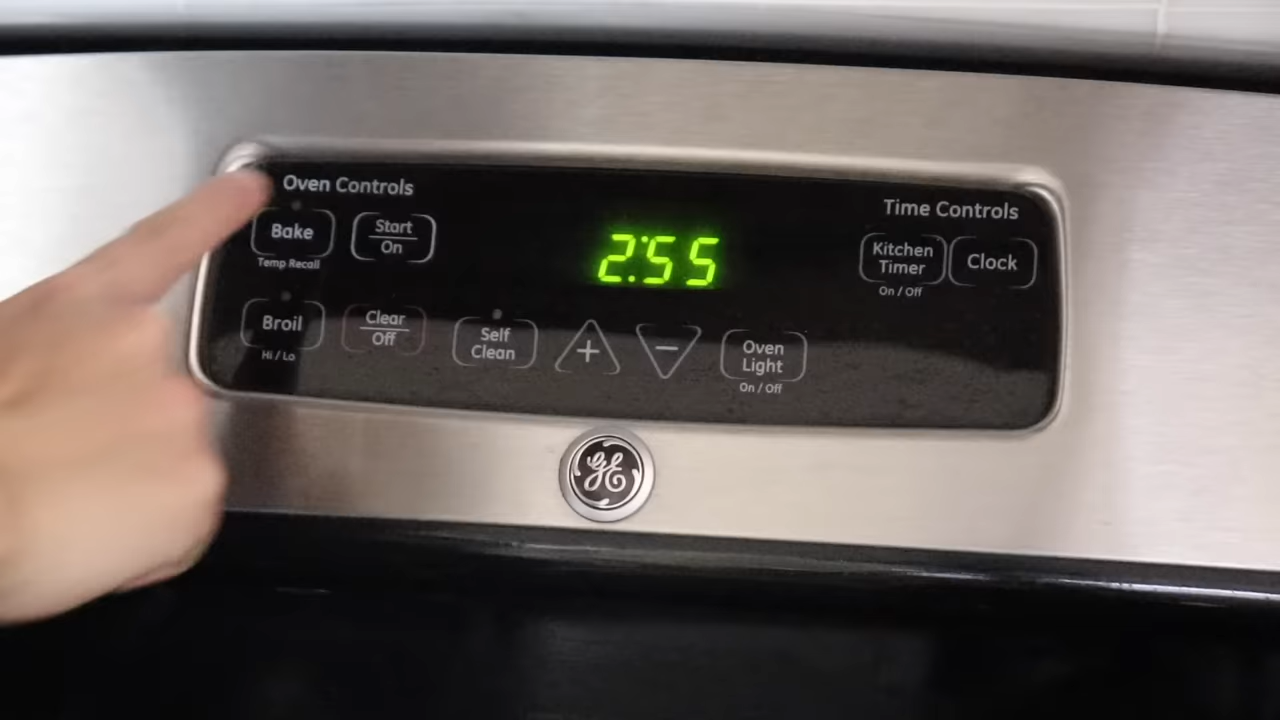 Oven Controls
Bake
Temp Recall
Start
On
Broil
Hi / Lo
Clear
Off
Self
Clean
+
−
Oven
Light
On / Off
2:55
Time Controls
Kitchen
Timer
On / Off
Clock
GE